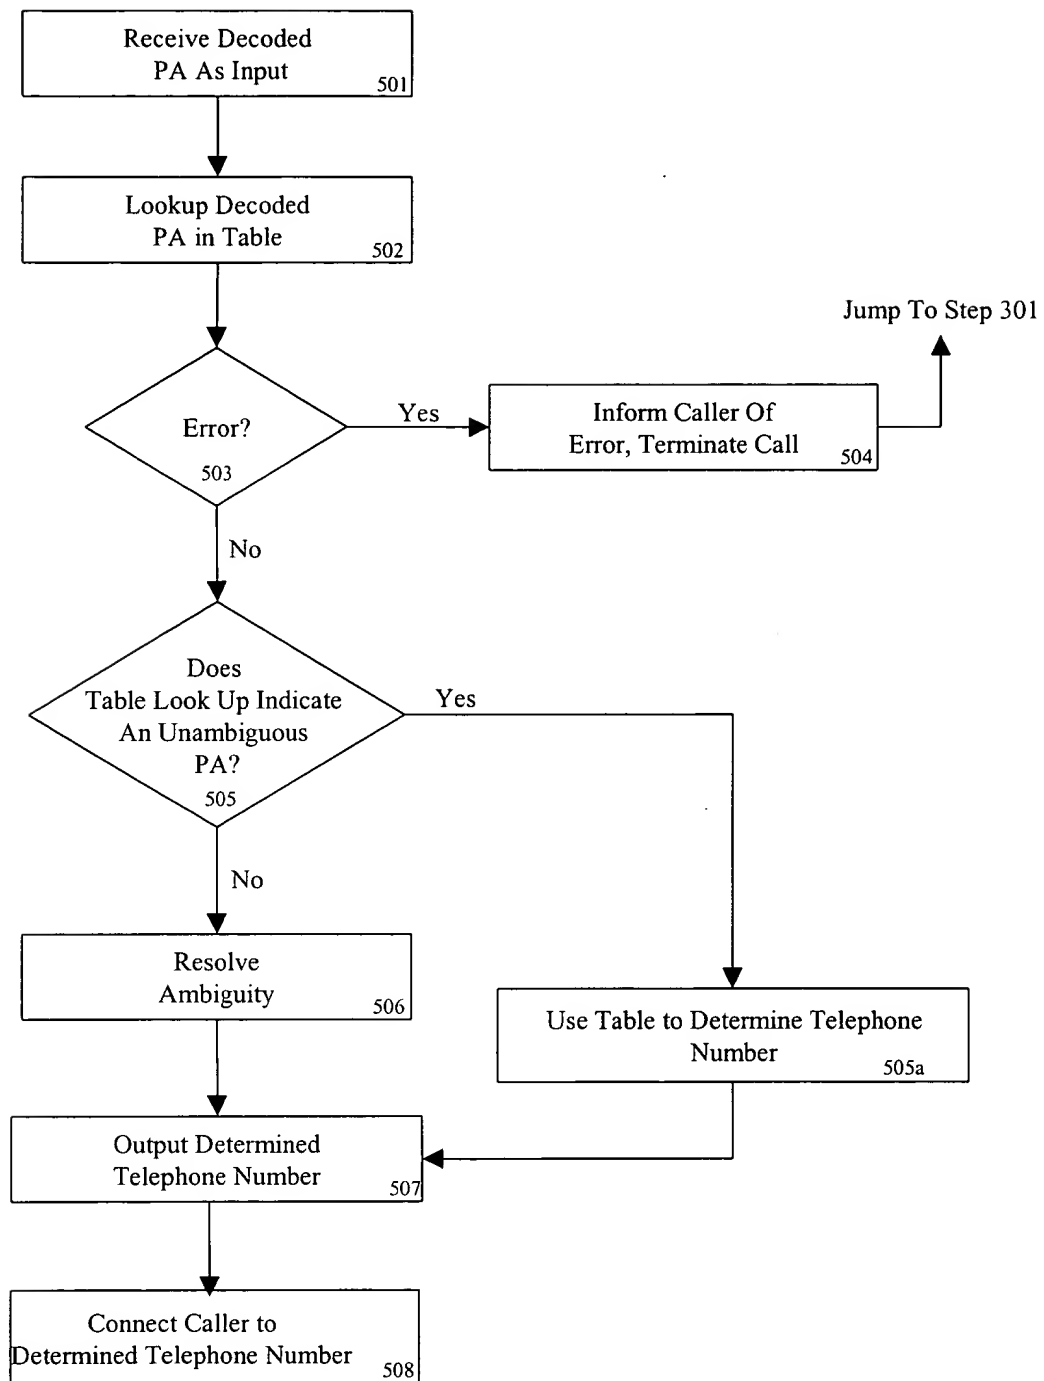 Receive Decoded
PA As Input
501
Lookup Decoded
PA in Table
502
Jump To Step 301
Error?
503
Yes
Inform Caller Of
Error, Terminate Call
504
No
Does
Table Look Up Indicate
An Unambiguous
PA?
505
Yes
No
Resolve
Ambiguity
506
Use Table to Determine Telephone
Number
505a
Output Determined
Telephone Number
507
Connect Caller to
Determined Telephone Number
508